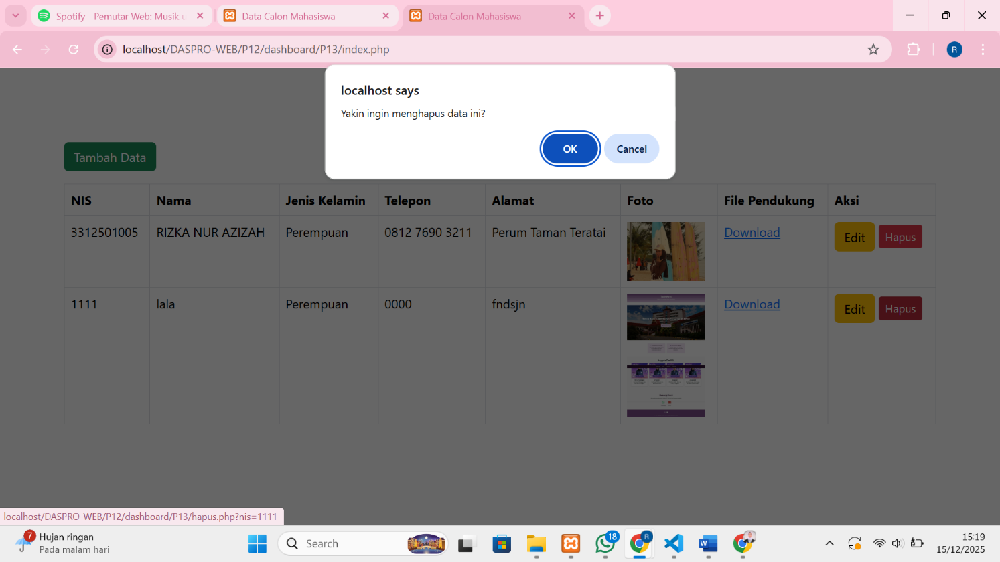 Spotify - Pemutar Web: Musik u
Data Calon Mahasiswa
Data Calon Mahasiswa
localhost/DASPRO-WEB/P12/dashboard/P13/index.php
R
localhost says
Yakin ingin menghapus data ini?
OK Cancel
Tambah Data
NIS Nama Jenis Kelamin Telepon Alamat Foto File Pendukung Aksi
3312501005 RIZKA NUR AZIZAH Perempuan 0812 7690 3211 Perum Taman Teratai Download Edit Hapus
1111 lala Perempuan 0000 fndsjn Download Edit Hapus
localhost/DASPRO-WEB/P12/dashboard/P13/hapus.php?nis=1111
7 Hujan ringan
Pada malam hari
Search
18
R
15:19
15/12/2025